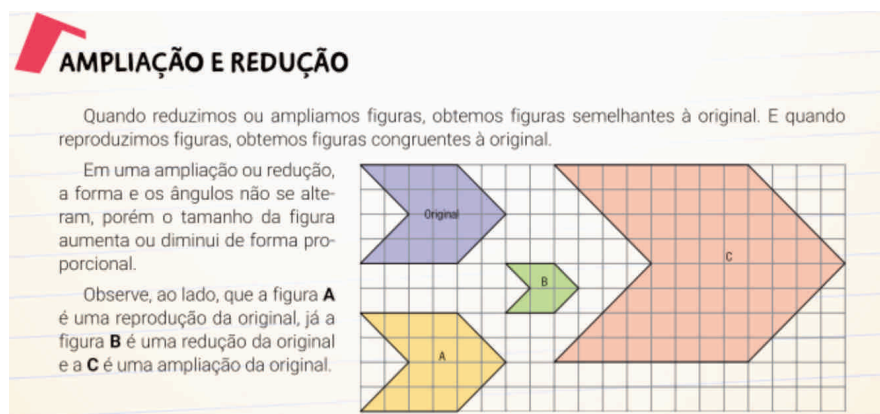 AMPLIAÇÃO E REDUÇÃO
Quando reduzimos ou ampliamos figuras, obtemos figuras semelhantes à original. E quando
reproduzimos figuras, obtemos figuras congruentes à original.
Em uma ampliação ou redução,
a forma e os ângulos não se alte-
ram, porém o tamanho da figura
aumenta ou diminui de forma pro-
porcional.
Observe, ao lado, que a figura A
é uma reprodução da original, já a
figura B é uma redução da original
e a C é uma ampliação da original.
Original
C
B
A